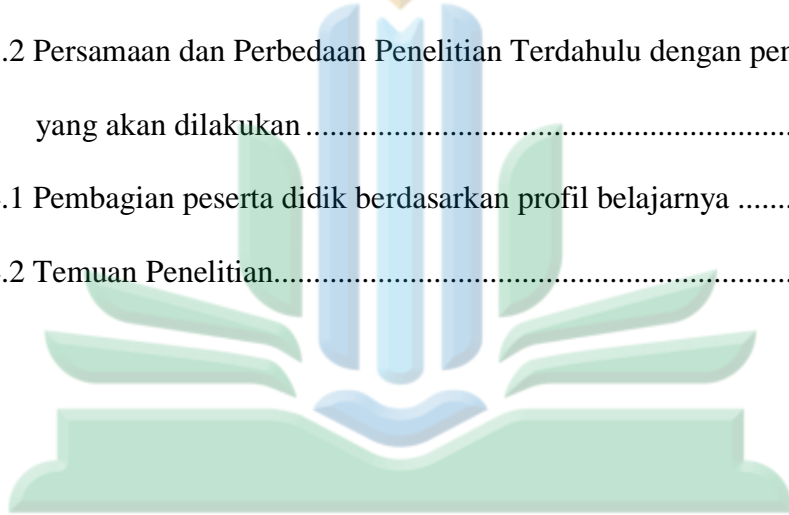 .2 Persamaan dan Perbedaan Penelitian Terdahulu dengan
yang akan dilakukan ............................................................
.1 Pembagian peserta didik berdasarkan profil belajarnya .......
.2 Temuan Penelitian................................................................